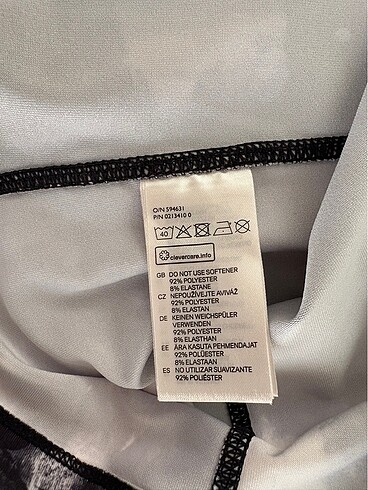 O/N 594631
P/N 0213410 0
40
clevercare.info
GB DO NOT USE SOFTENER
92% POLYESTER
8% ELASTANE
CZ NEPOUŽÍVEJTE AVIVÁŽ
92% POLYESTER
8% ELASTAN
DE KEINEN WEICHSPÜLER
VERWENDEN
92% POLYESTER
8% ELASTHAN
EE ÄRA KASUTA PEHMENDAJAT
92% POLÜESTER
8% ELASTAAN
ES NO UTILIZAR SUAVIZANTE
92% POLIÉSTER